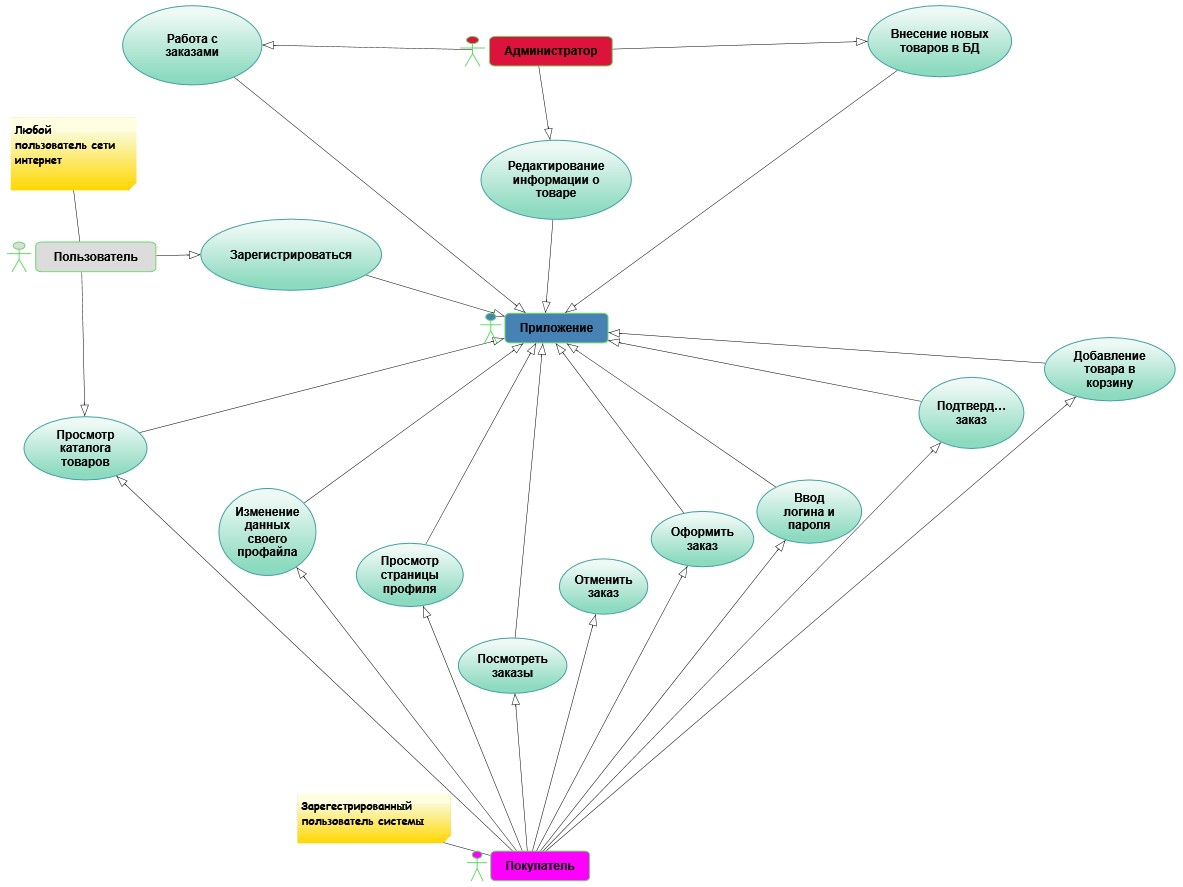 Работа с
заказами
Администратор
Внесение новых
товаров в БД
Любой
пользователь сети
интернет
Редактирование
информации о
товаре
Пользователь
Зарегистрироваться
Приложение
Добавление
товара в
корзину
Подтверд...
заказ
Просмотр
каталога
товаров
Изменение
данных
своего
профайла
Ввод
логина и
пароля
Оформить
заказ
Просмотр
страницы
профиля
Отменить
заказ
Посмотреть
заказы
Зарегестрированный
пользователь системы
Покупатель